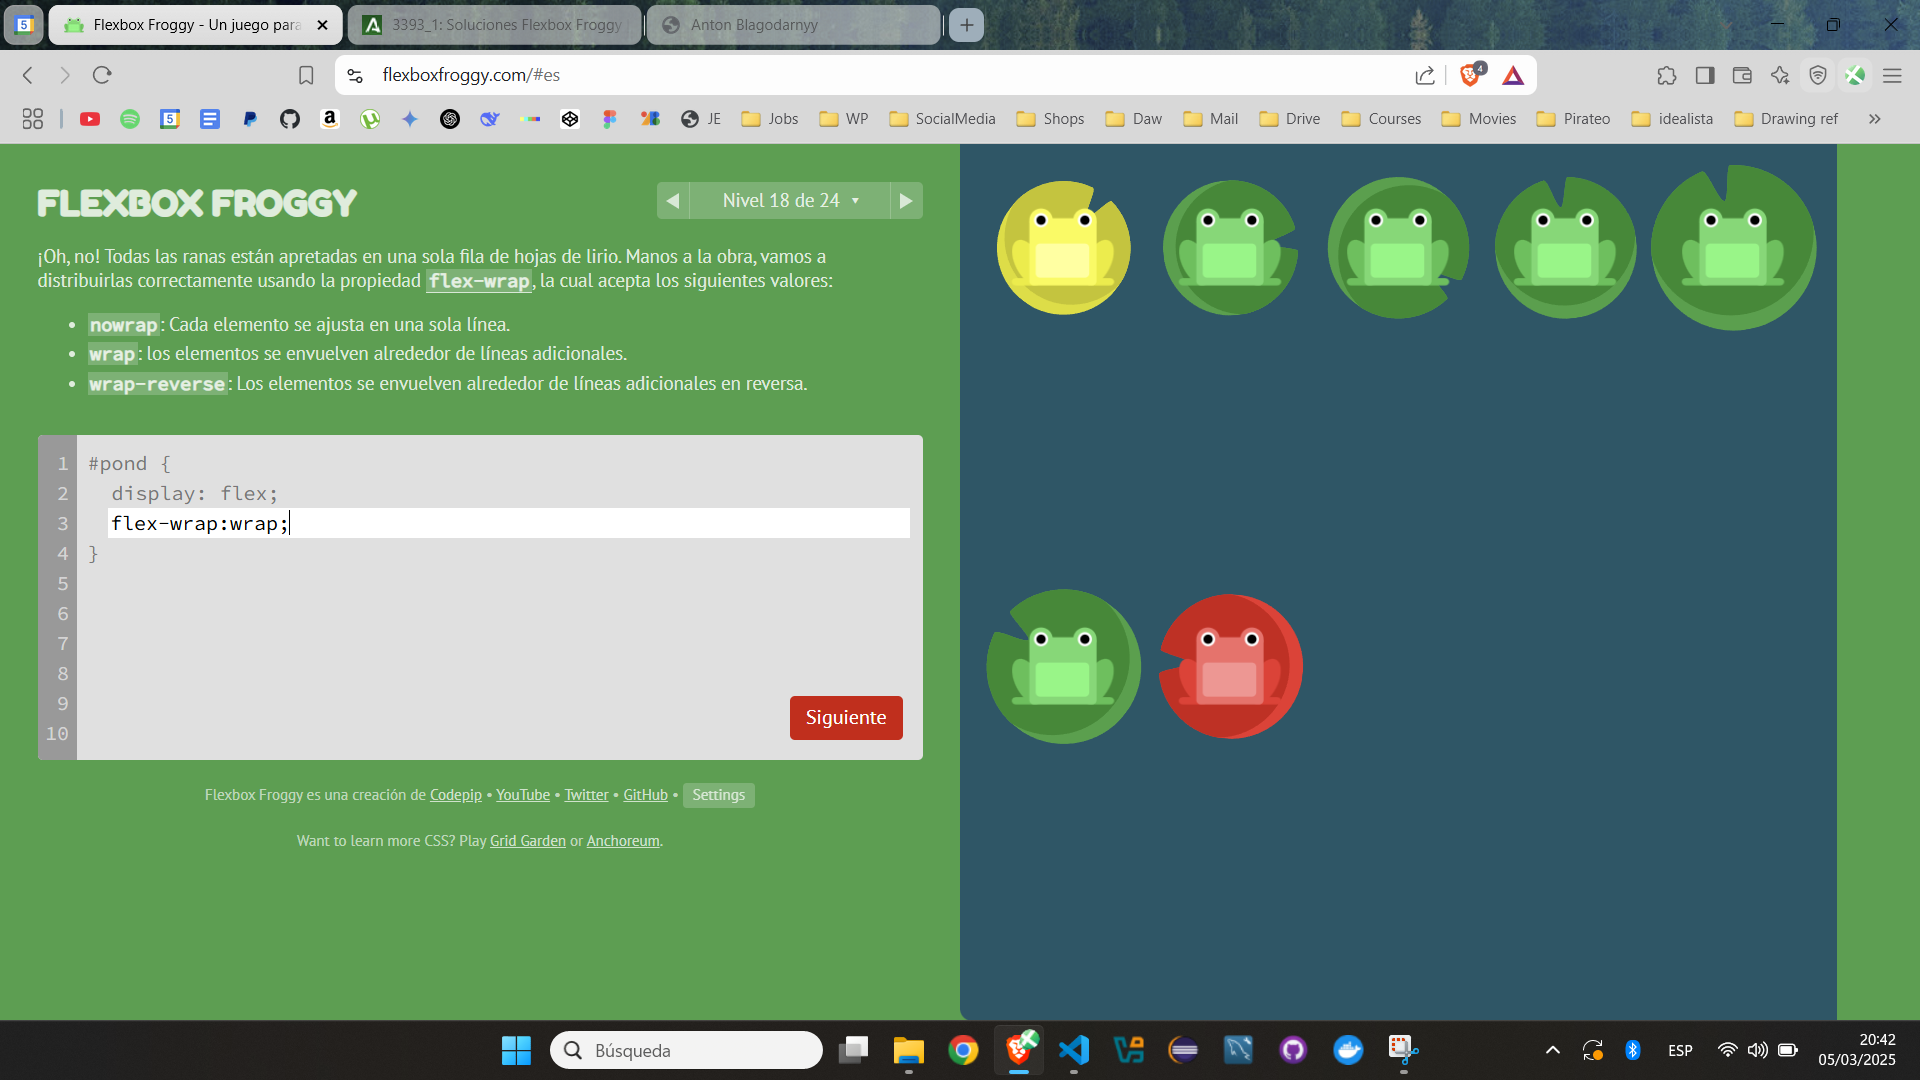 5
Flexbox Froggy - Un juego para
3393_1: Soluciones Flexbox Froggy
Anton Blagodarnyy
flexboxfroggy.com/#es
4
5
JE
Jobs
WP
SocialMedia
Shops
Daw
Mail
Drive
Courses
Movies
Pirateo
idealista
Drawing ref
FLEXBOX FROGGY
Nivel 18 de 24
¡Oh, no! Todas las ranas están apretadas en una sola fila de hojas de lirio. Manos a la obra, vamos a
distribuirlas correctamente usando la propiedad flex-wrap, la cual acepta los siguientes valores:
• nowrap: Cada elemento se ajusta en una sola línea.
• wrap: los elementos se envuelven alrededor de líneas adicionales.
• wrap-reverse: Los elementos se envuelven alrededor de líneas adicionales en reversa.
1 #pond {
2 display: flex;
3 flex-wrap:wrap;
4 }
5
6
7
8
9
10
Siguiente
Flexbox Froggy es una creación de Codepip • YouTube • Twitter • GitHub • Settings
Want to learn more CSS? Play Grid Garden or Anchoreum.
Búsqueda
ESP
20:42
05/03/2025